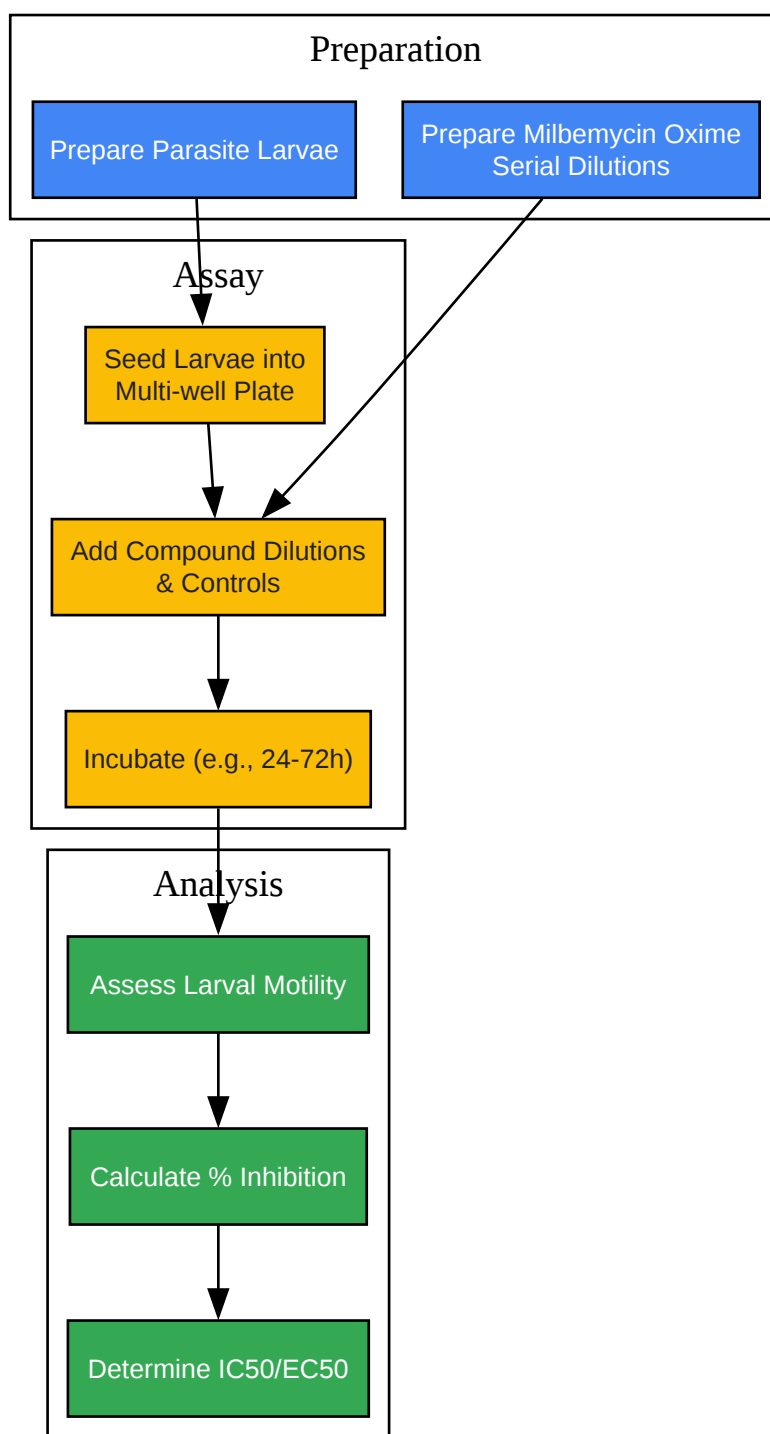 Preparation
Prepare Parasite Larvae
Prepare Milbemycin Oxime
Serial Dilutions
Assay
Seed Larvae into
Multi-well Plate
Add Compound Dilutions
& Controls
Incubate (e.g., 24-72h)
Analysis
Assess Larval Motility
Calculate % Inhibition
Determine IC50/EC50